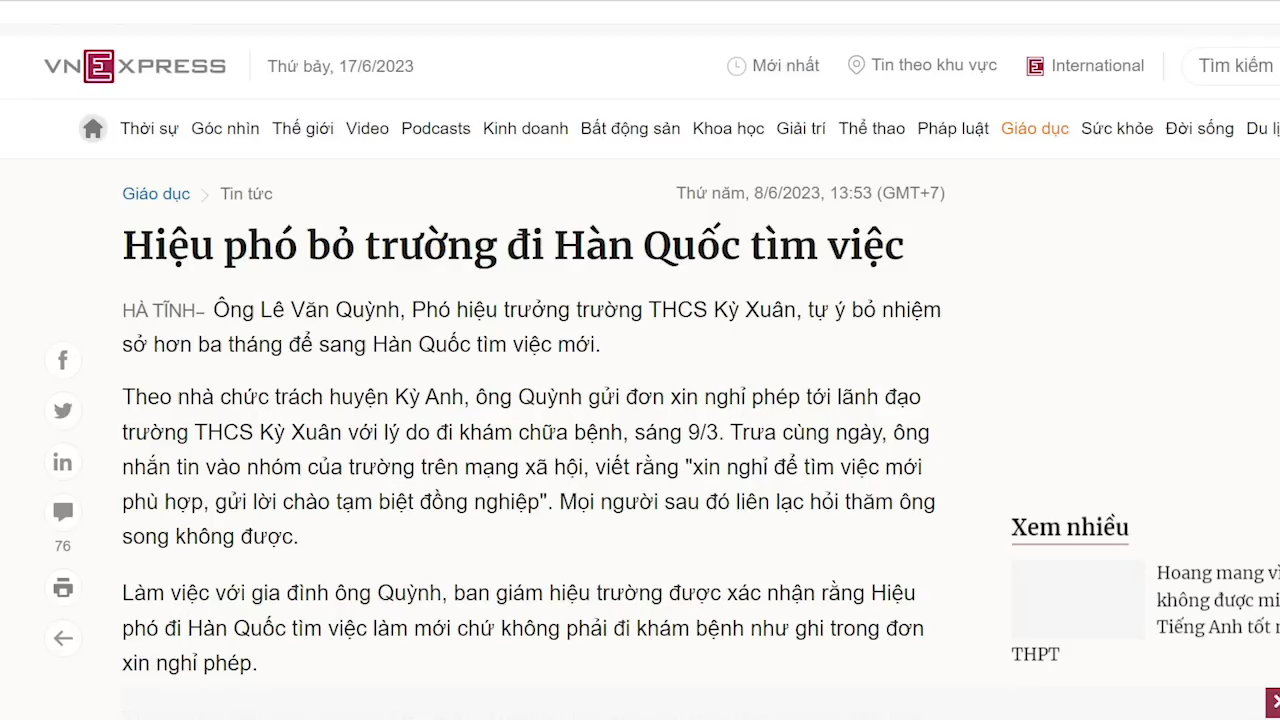 VNEXPRESS
Thứ bảy, 17/6/2023
Mới nhất
Tin theo khu vực
International
Tìm kiếm
Thời sự Góc nhìn Thế giới Video Podcasts Kinh doanh Bất động sản Khoa học Giải trí Thể thao Pháp luật Giáo dục Sức khỏe Đời sống Du
Giáo dục Tin tức
Thứ năm, 8/6/2023, 13:53 (GMT+7)
Hiệu phó bỏ trường đi Hàn Quốc tìm việc
HÀ TĨNH– Ông Lê Văn Quỳnh, Phó hiệu trưởng trường THCS Kỳ Xuân, tự ý bỏ nhiệm
sở hơn ba tháng để sang Hàn Quốc tìm việc mới.
Theo nhà chức trách huyện Kỳ Anh, ông Quỳnh gửi đơn xin nghỉ phép tới lãnh đạo
trường THCS Kỳ Xuân với lý do đi khám chữa bệnh, sáng 9/3. Trưa cùng ngày, ông
nhắn tin vào nhóm của trường trên mạng xã hội, viết rằng "xin nghỉ để tìm việc mới
phù hợp, gửi lời chào tạm biệt đồng nghiệp". Mọi người sau đó liên lạc hỏi thăm ông
song không được.
76
Làm việc với gia đình ông Quỳnh, ban giám hiệu trường được xác nhận rằng Hiệu
phó đi Hàn Quốc tìm việc làm mới chứ không phải đi khám bệnh như ghi trong đơn
xin nghỉ phép.
Xem nhiều
Hoang mang
không được
Tiếng Anh tốt
THPT